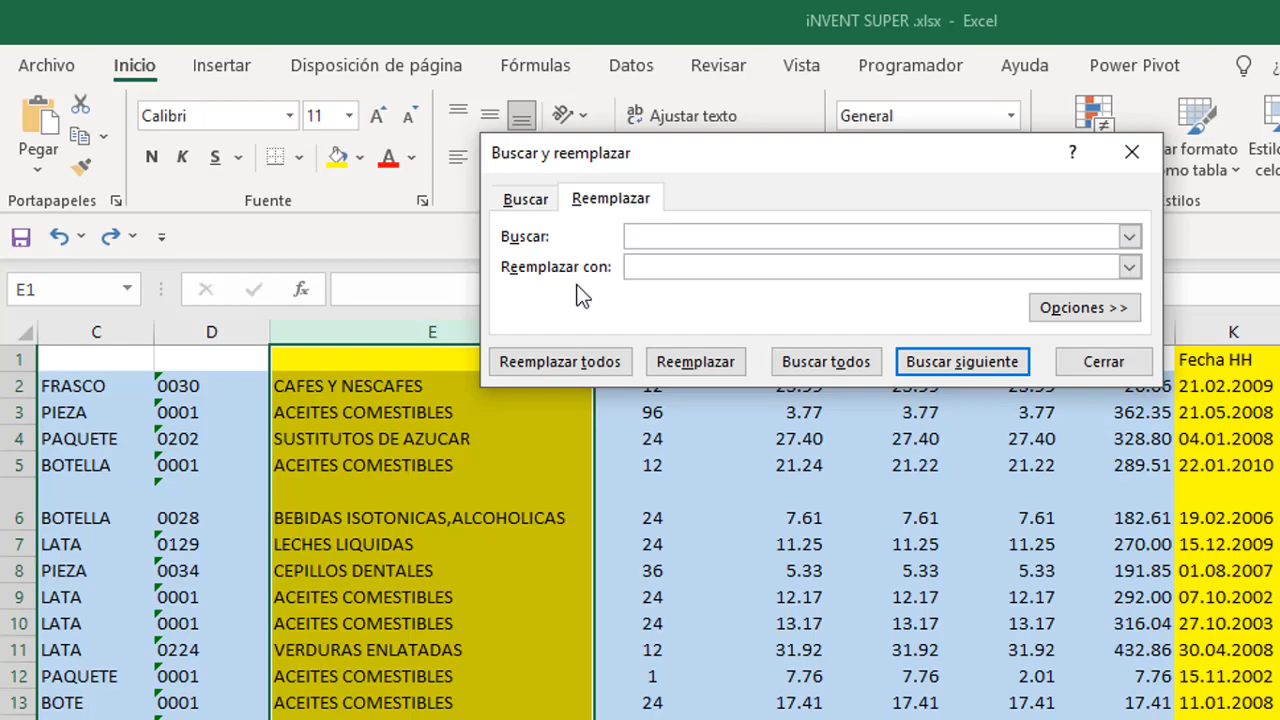 iNVENT SUPER .xlsx - Excel
Archivo Inicio Insertar Disposición de página Fórmulas Datos Revisar Vista Programador Ayuda Power Pivot
Calibri 11 ab Ajustar texto General
Pegar N K S A
Portapapeles Fuente
ar formato
omo tabla
Estilo
celd
tilos
Buscar y reemplazar ?
Buscar Reemplazar
Buscar:
Reemplazar con:
Opciones >>
Reemplazar todos Reemplazar Buscar todos Buscar siguiente Cerrar
E1 fx
C D E K
1 Fecha HH
2 FRASCO 0030 CAFES Y NESCAFES 21.02.2009
3 PIEZA 0001 ACEITES COMESTIBLES 96 3.77 3.77 3.77 362.35 21.05.2008
4 PAQUETE 0202 SUSTITUTOS DE AZUCAR 24 27.40 27.40 27.40 328.80 04.01.2008
5 BOTELLA 0001 ACEITES COMESTIBLES 12 21.24 21.22 21.22 289.51 22.01.2010
6 BOTELLA 0028 BEBIDAS ISOTONICAS,ALCOHOLICAS 24 7.61 7.61 7.61 182.61 19.02.2006
7 LATA 0129 LECHES LIQUIDAS 24 11.25 11.25 11.25 270.00 15.12.2009
8 PIEZA 0034 CEPILLOS DENTALES 36 5.33 5.33 5.33 191.85 01.08.2007
9 LATA 0001 ACEITES COMESTIBLES 24 12.17 12.17 12.17 292.00 07.10.2002
10 LATA 0001 ACEITES COMESTIBLES 24 13.17 13.17 13.17 316.04 27.10.2003
11 LATA 0224 VERDURAS ENLATADAS 12 31.92 31.92 31.92 432.86 30.04.2008
12 PAQUETE 0001 ACEITES COMESTIBLES 1 7.76 7.76 2.01 7.76 15.11.2002
13 BOTE 0001 ACEITES COMESTIBLES 24 17.41 17.41 17.41 17.41 11.01.2008